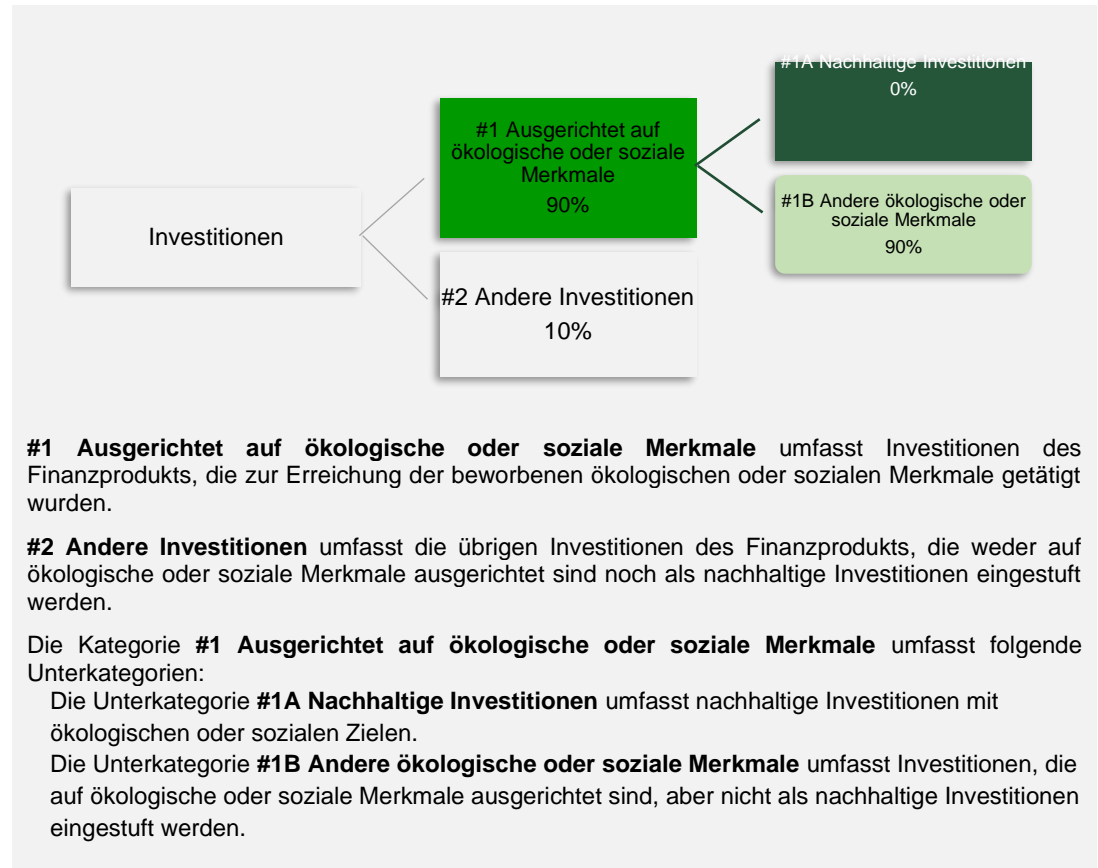 #1A Nachhaltige Investitionen
0%
#1 Ausgerichtet auf
ökologische oder soziale
Merkmale
90%
#1B Andere ökologische oder
soziale Merkmale
90%
Investitionen
#2 Andere Investitionen
10%
#1 Ausgerichtet auf ökologische oder soziale Merkmale umfasst Investitionen des
Finanzprodukts, die zur Erreichung der beworbenen ökologischen oder sozialen Merkmale getätigt
wurden.
#2 Andere Investitionen umfasst die übrigen Investitionen des Finanzprodukts, die weder auf
ökologische oder soziale Merkmale ausgerichtet sind noch als nachhaltige Investitionen eingestuft
werden.
Die Kategorie #1 Ausgerichtet auf ökologische oder soziale Merkmale umfasst folgende
Unterkategorien:
Die Unterkategorie #1A Nachhaltige Investitionen umfasst nachhaltige Investitionen mit
ökologischen oder sozialen Zielen.
Die Unterkategorie #1B Andere ökologische oder soziale Merkmale umfasst Investitionen, die
auf ökologische oder soziale Merkmale ausgerichtet sind, aber nicht als nachhaltige Investitionen
eingestuft werden.